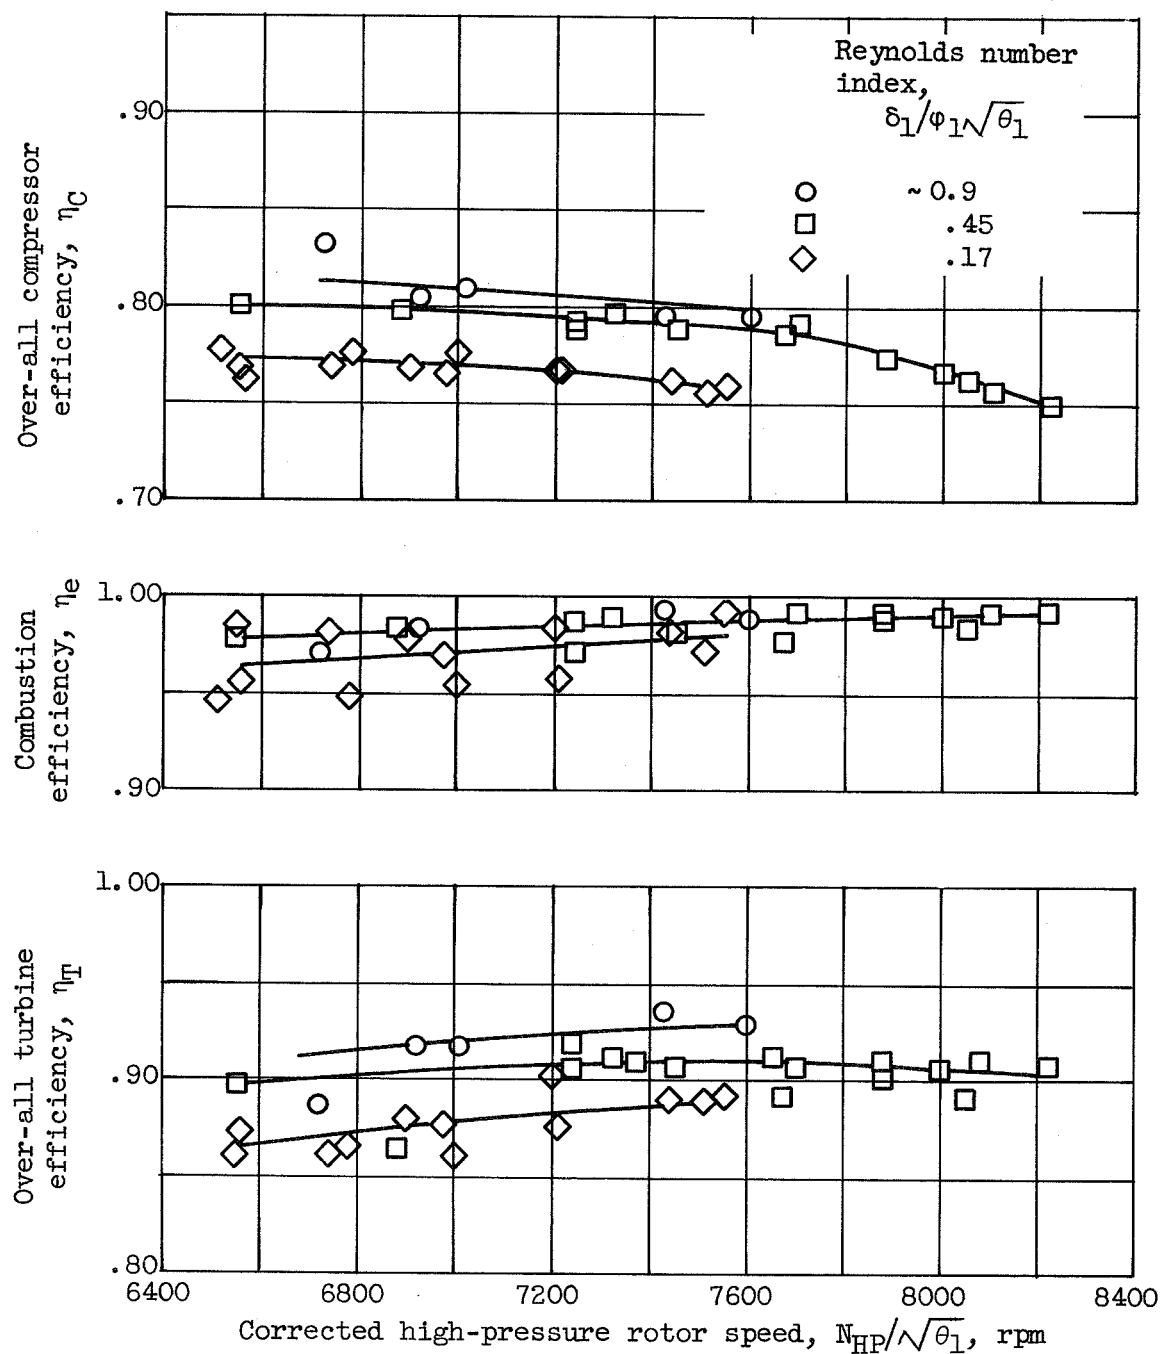 Reynolds number
index,
δ1/φ1√θ1
~0.9
.45
.17
Over-all compressor
efficiency, ηC
.90
.80
.70
Combustion
efficiency, ηe
1.00
.90
Over-all turbine
efficiency, ηT
1.00
.90
.80
6400 6800 7200 7600 8000 8400
Corrected high-pressure rotor speed, NHP/√θ1, rpm